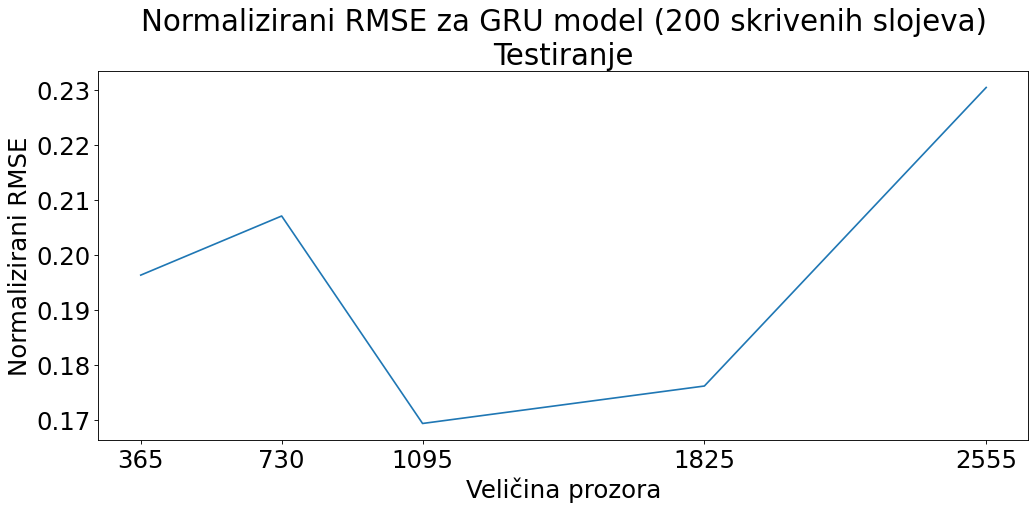 Normalizirani RMSE za GRU model (200 skrivenih slojeva)
Testiranje
Normalizirani RMSE
0.23
0.22
0.21
0.20
0.19
0.18
0.17
365 730 1095 1825 2555
Veličina prozora